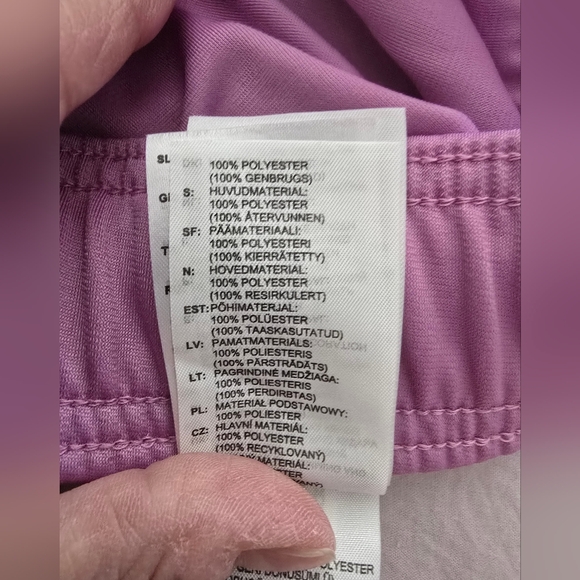 SL
DK: 100% POLYESTER
(100% GENBRUGS)
S: HUVUDMATERIAL:
100% POLYESTER
(100% ÅTERVUNNEN)
SF: PÄÄMATERIAALI:
100% POLYESTERI
(100% KIERRÄTETTY)
N: HOVEDMATERIAL:
100% POLYESTER
(100% RESIRKULERT)
EST: PÕHIMATERJAL:
100% POLÜESTER
(100% TAASKASUTATUD)
LV: PAMATMATERIĀLS:
100% POLIESTERIS
(100% PĀRSTRĀDĀTS)
LT: PAGRINDINĖ MEDŽIAGA:
100% POLIESTERIS
(100% PERDIRBTAS)
PL: MATERIAŁ PODSTAWOWY:
100% POLIESTER
CZ: HLAVNÍ MATERIÁL:
100% POLYESTER
(100% RECYKLOVANÝ)
MATERIÁL:
POLYESTER